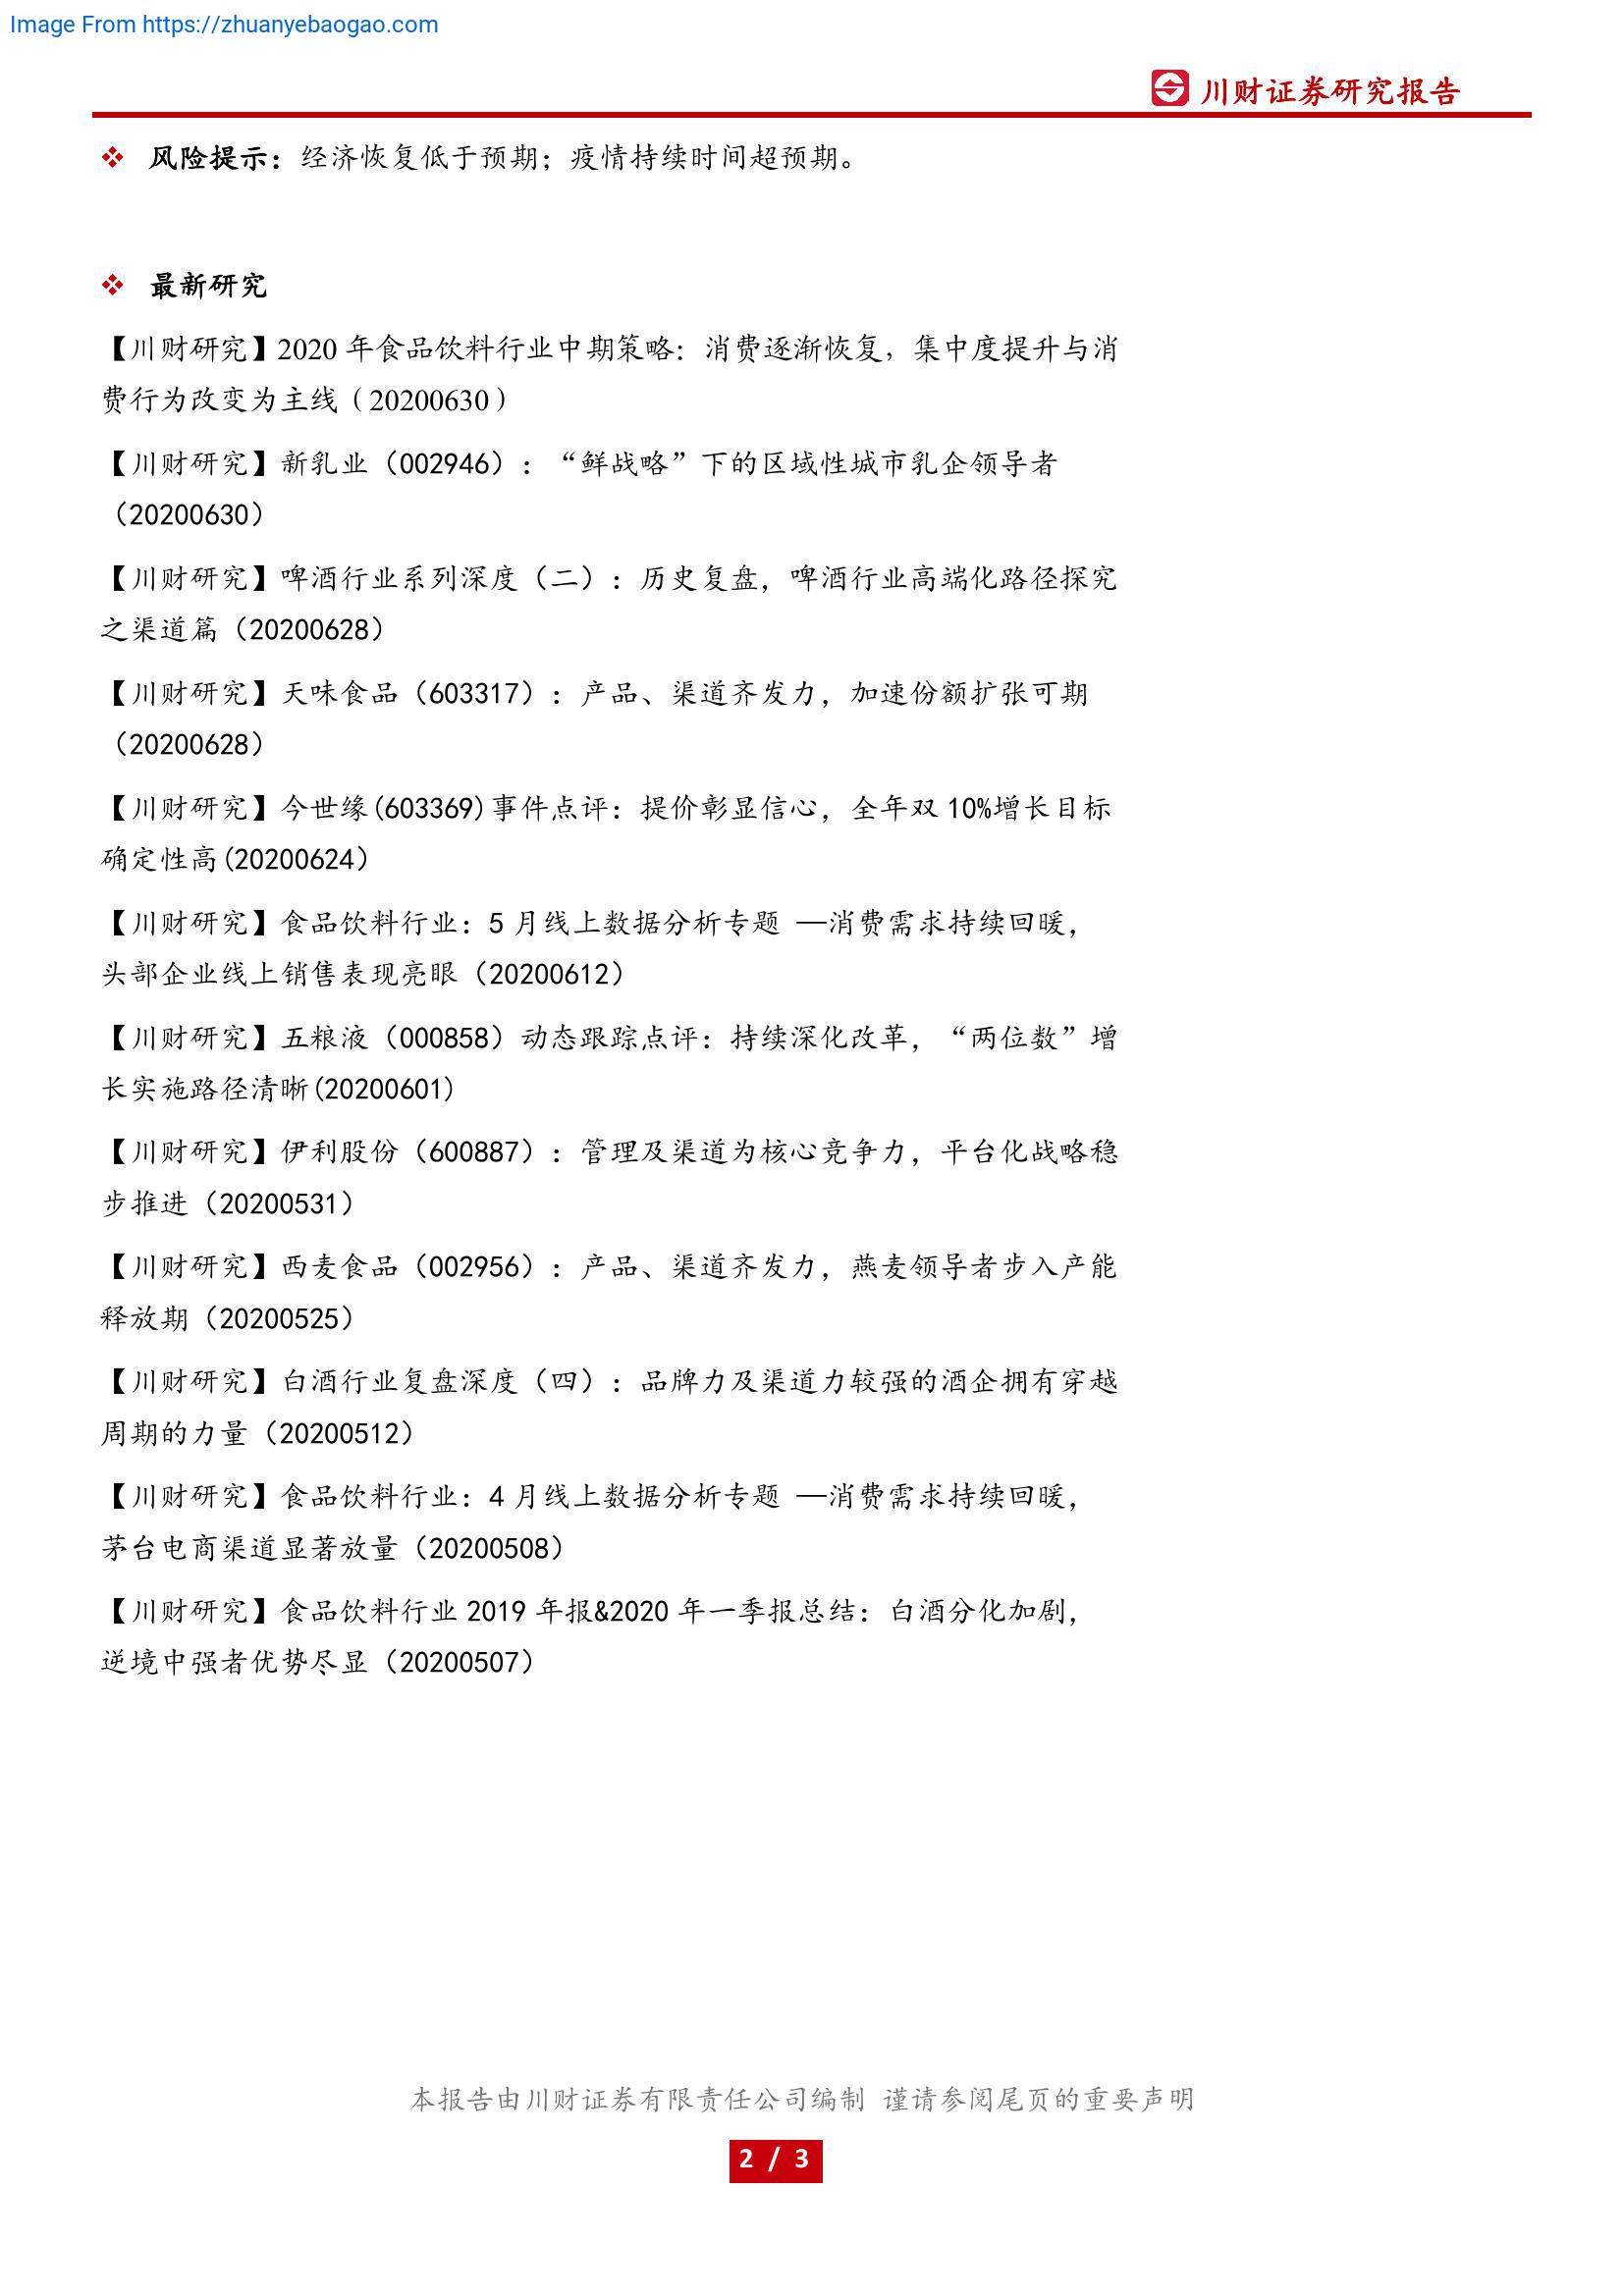 Image From https://zhuanyebaogao.com
川财证券研究报告
风险提示：经济恢复低于预期；疫情持续时间超预期。
最新研究
【川财研究】2020 年食品饮料行业中期策略：消费逐渐恢复，集中度提升与消
费行为改变为主线（20200630）
【川财研究】新乳业（002946）：“鲜战略”下的区域性城市乳企领导者
（20200630）
【川财研究】啤酒行业系列深度（二）：历史复盘，啤酒行业高端化路径探究
之渠道篇（20200628）
【川财研究】天味食品（603317）：产品、渠道齐发力，加速份额扩张可期
（20200628）
【川财研究】今世缘(603369)事件点评：提价彰显信心，全年双 10%增长目标
确定性高(20200624)
【川财研究】食品饮料行业：5 月线上数据分析专题 —消费需求持续回暖，
头部企业线上销售表现亮眼（20200612）
【川财研究】五粮液（000858）动态跟踪点评：持续深化改革，“两位数”增
长实施路径清晰(20200601)
【川财研究】伊利股份（600887）：管理及渠道为核心竞争力，平台化战略稳
步推进（20200531）
【川财研究】西麦食品（002956）：产品、渠道齐发力，燕麦领导者步入产能
释放期（20200525）
【川财研究】白酒行业复盘深度（四）：品牌力及渠道力较强的酒企拥有穿越
周期的力量（20200512）
【川财研究】食品饮料行业：4 月线上数据分析专题 —消费需求持续回暖，
茅台电商渠道显著放量（20200508）
【川财研究】食品饮料行业 2019 年报&2020 年一季报总结：白酒分化加剧，
逆境中强者优势尽显（20200507）
本报告由川财证券有限责任公司编制 谨请参阅尾页的重要声明
2 / 3